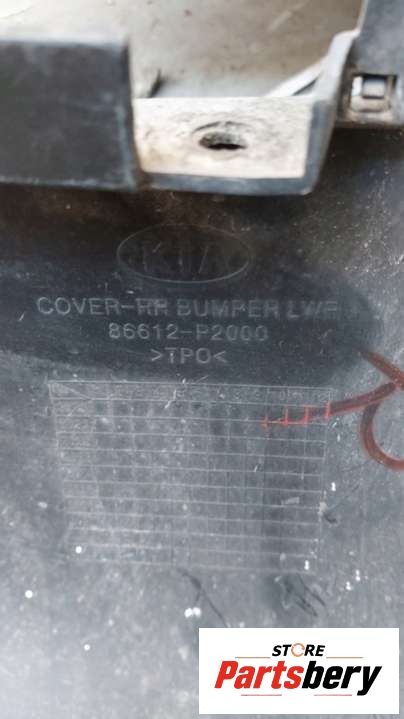 KIA
COVER-RR BUMPER LWR
86612-P2000
>TPO<
STORE
Partsbery